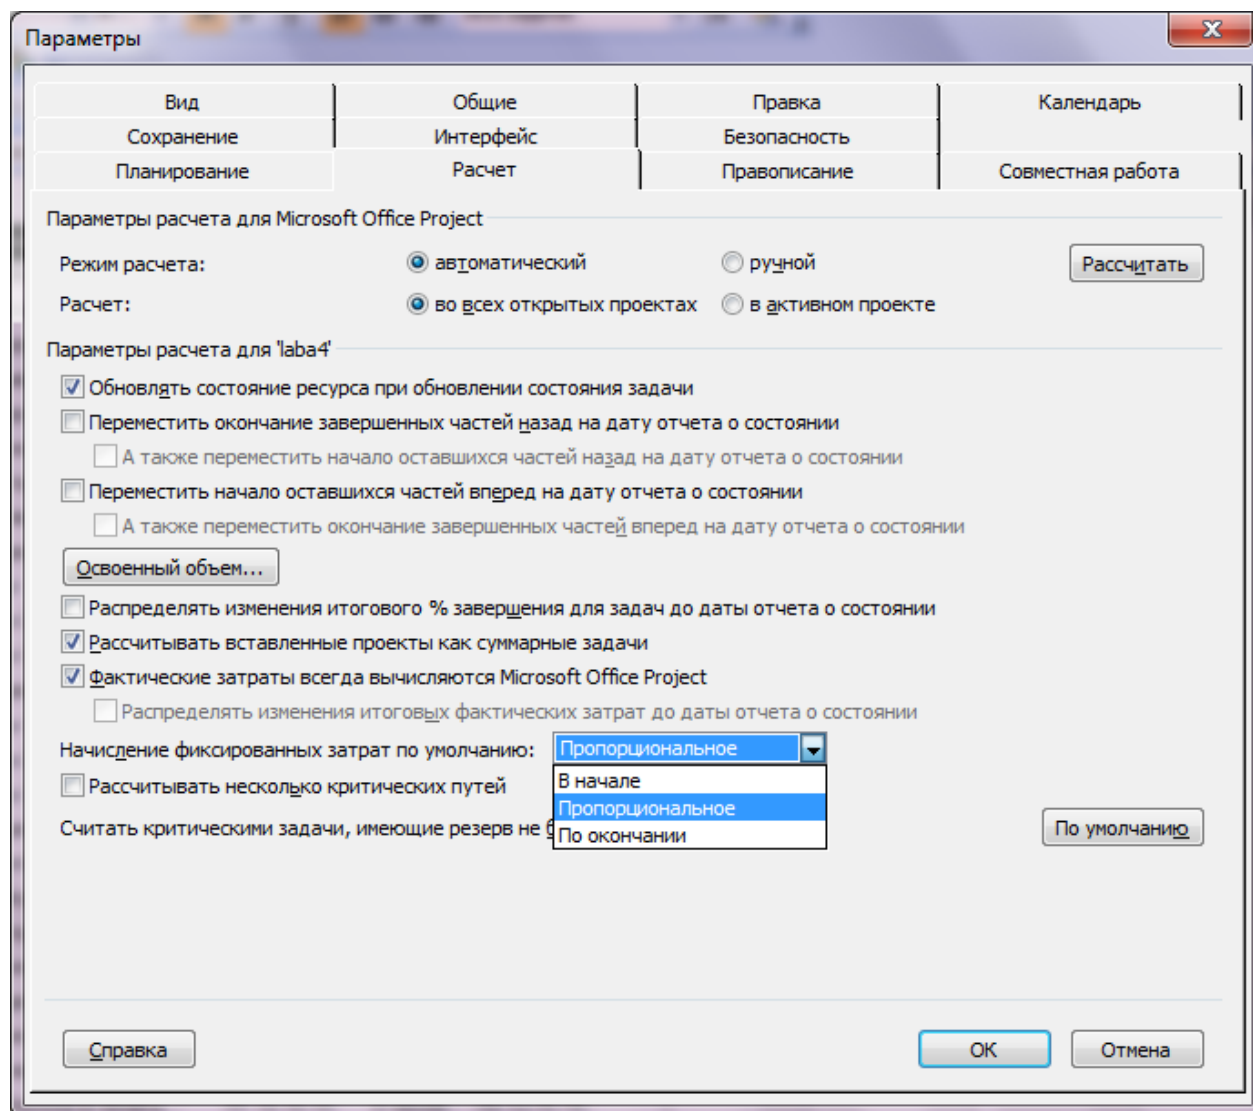 Параметры
Вид Общие Правка Календарь
Сохранение Интерфейс Безопасность
Планирование Расчет Правописание Совместная работа
Параметры расчета для Microsoft Office Project
Режим расчета: автоматический ручной Рассчитать
Расчет: во всех открытых проектах в активном проекте
Параметры расчета для 'laba4'
Обновлять состояние ресурса при обновлении состояния задачи
Переместить окончание завершенных частей назад на дату отчета о состоянии
А также переместить начало оставшихся частей назад на дату отчета о состоянии
Переместить начало оставшихся частей вперед на дату отчета о состоянии
А также переместить окончание завершенных частей вперед на дату отчета о состоянии
Освоенный объем...
Распределять изменения итогового % завершения для задач до даты отчета о состоянии
Рассчитывать вставленные проекты как суммарные задачи
Фактические затраты всегда вычисляются Microsoft Office Project
Распределять изменения итоговых фактических затрат до даты отчета о состоянии
Начисление фиксированных затрат по умолчанию: Пропорциональное
В начале
Рассчитывать несколько критических путей
Пропорциональное
Считать критическими задачи, имеющие резерв не По окончании По умолчанию
Справка ОК Отмена